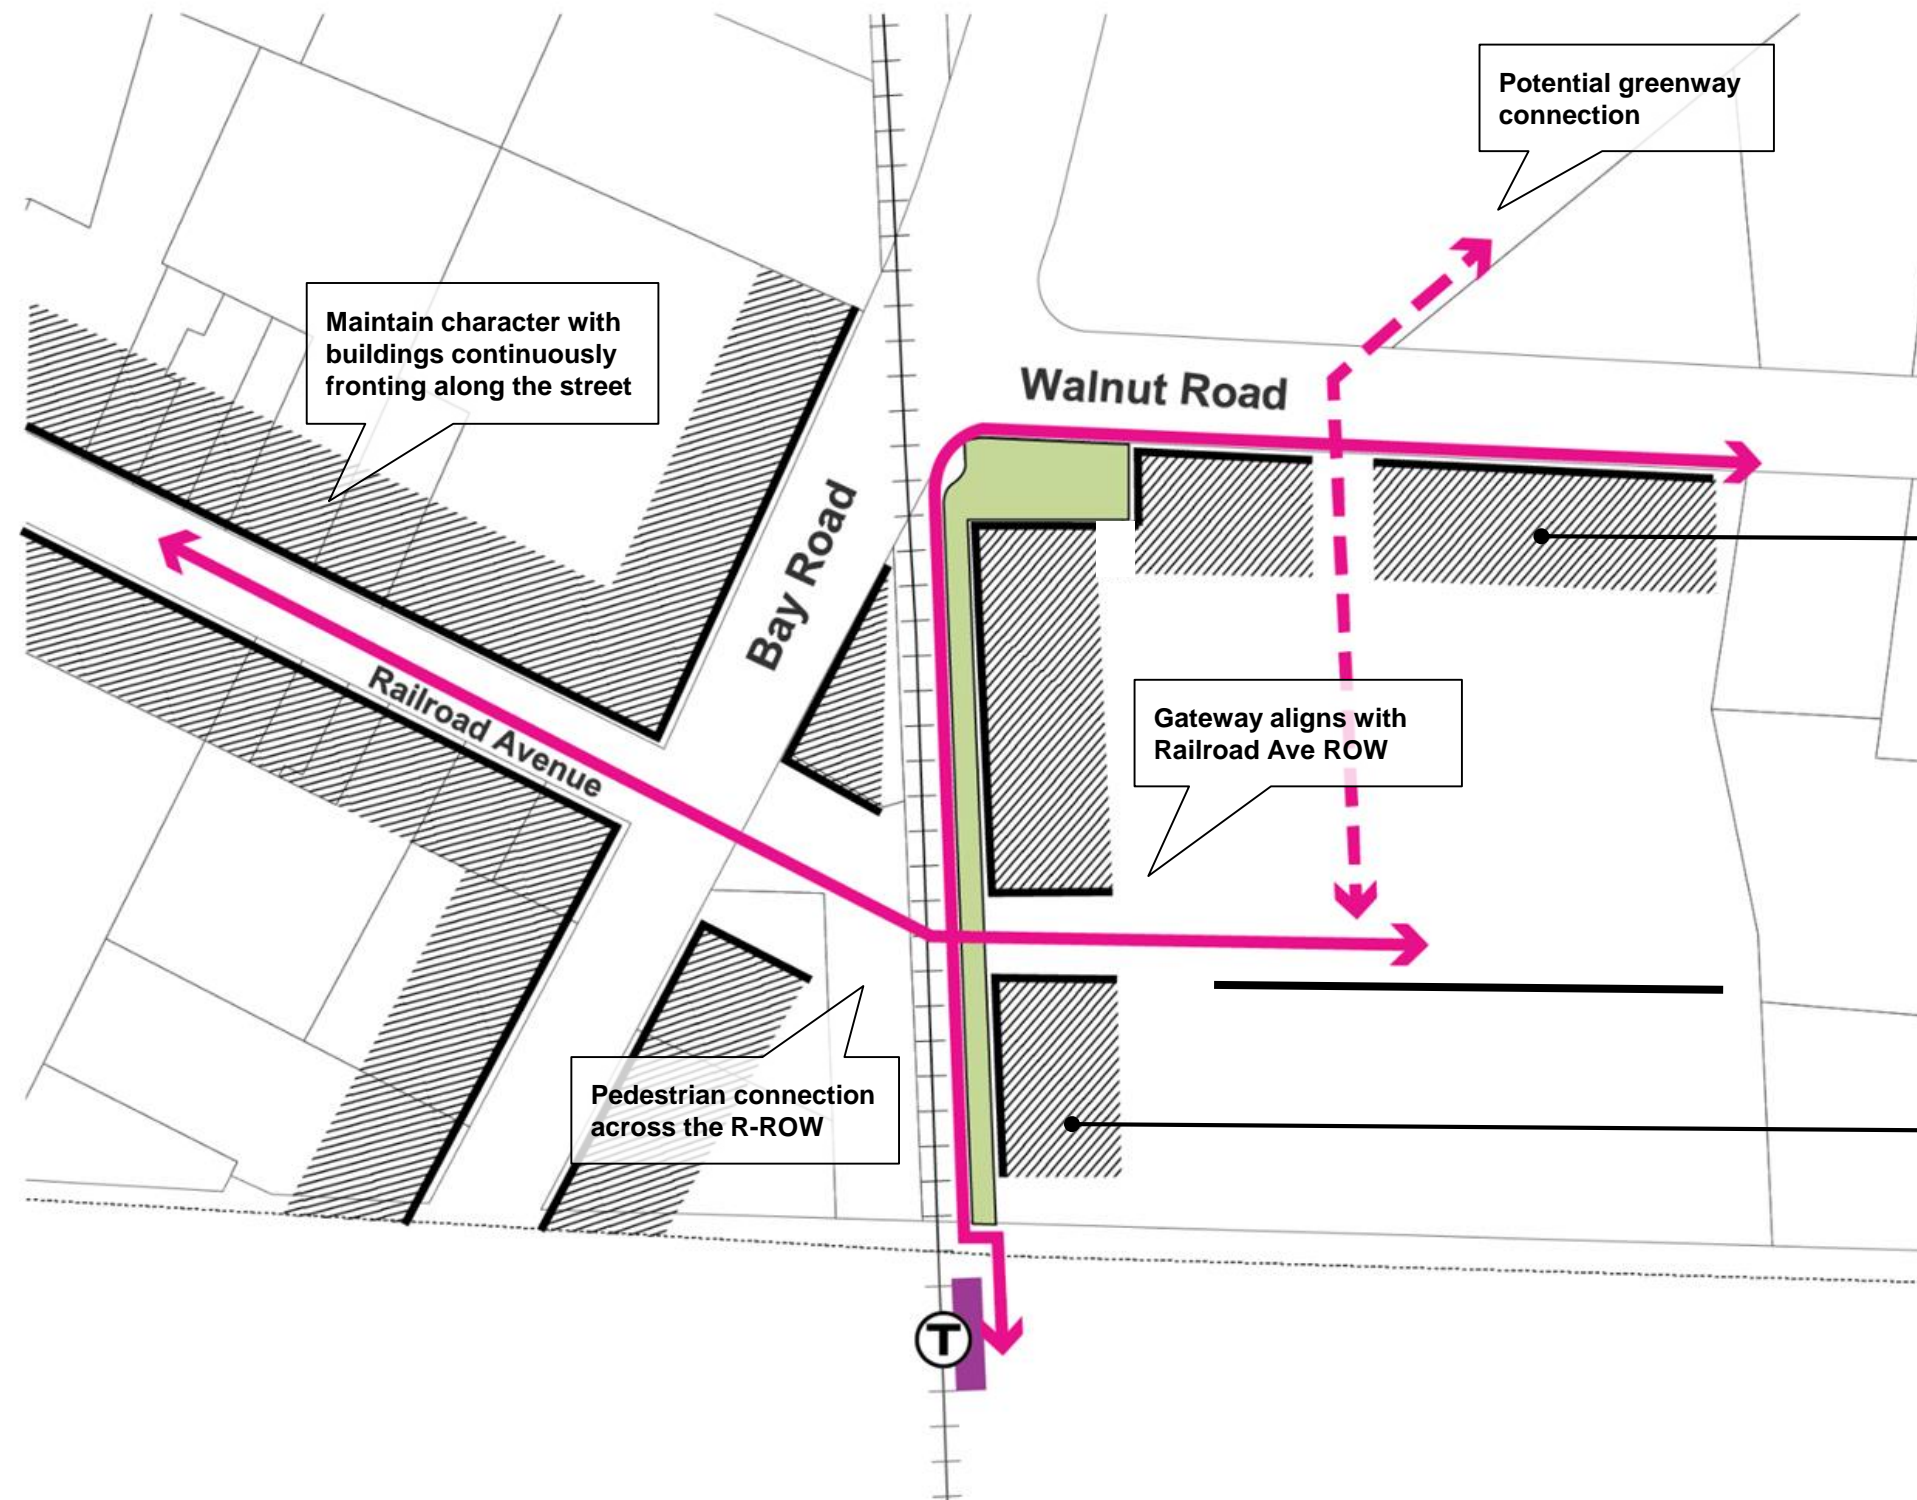 Potential greenway
connection
Maintain character with
buildings continuously
fronting along the street
Walnut Road
Bay Road
Railroad Avenue
Gateway aligns with
Railroad Ave ROW
Pedestrian connection
across the R-ROW
T